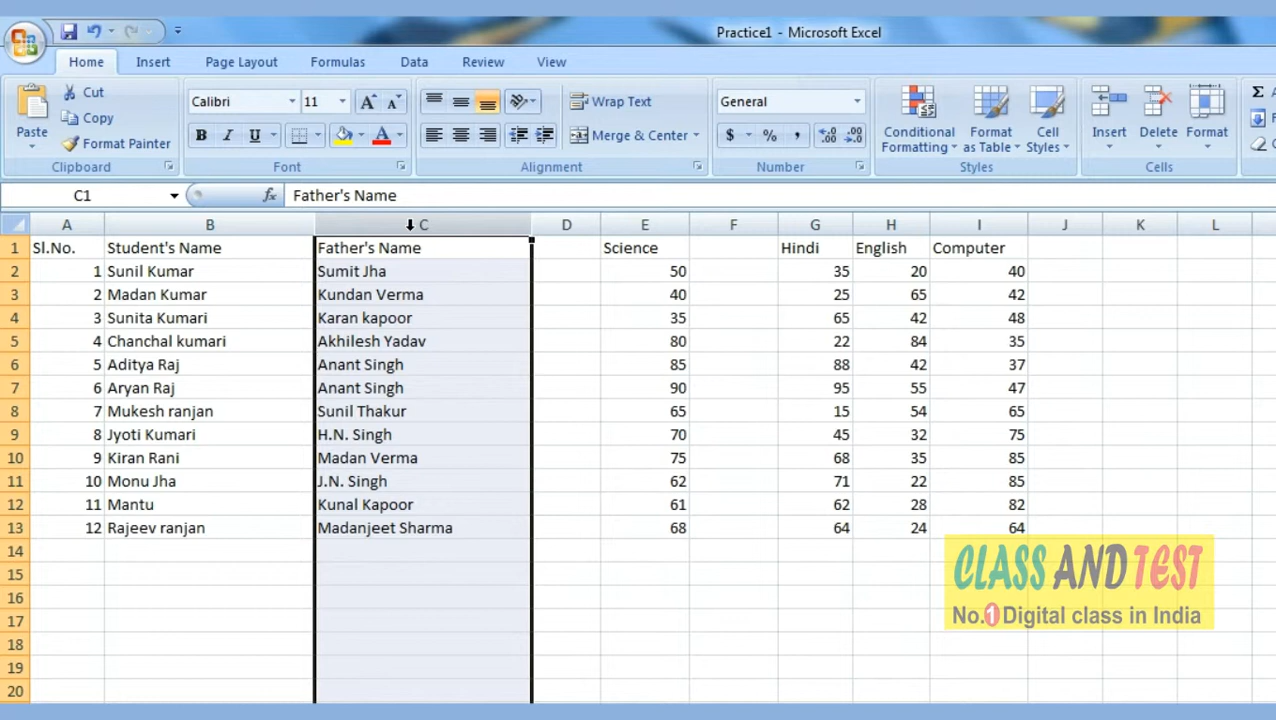 Practice1 - Microsoft Excel
Home Insert Page Layout Formulas Data Review View
Paste
Cut
Copy
Format Painter
Clipboard
Calibri 11
B I U A
Font
Wrap Text
Merge & Center
Alignment
General
$ % ,
Number
Conditional Formatting
Format as Table
Cell Styles
Styles
Insert Delete Format
Cells
C1 fx Father's Name
A B C D E F G H I J K L
1 Sl.No. Student's Name Father's Name Science Hindi English Computer
2 1 Sunil Kumar Sumit Jha 50 35 20 40
3 2 Madan Kumar Kundan Verma 40 25 65 42
4 3 Sunita Kumari Karan kapoor 35 65 42 48
5 4 Chanchal kumari Akhilesh Yadav 80 22 84 35
6 5 Aditya Raj Anant Singh 85 88 42 37
7 6 Aryan Raj Anant Singh 90 95 55 47
8 7 Mukesh ranjan Sunil Thakur 65 15 54 65
9 8 Jyoti Kumari H.N. Singh 70 45 32 75
10 9 Kiran Rani Madan Verma 75 68 35 85
11 10 Monu Jha J.N. Singh 62 71 22 85
12 11 Mantu Kunal Kapoor 61 62 28 82
13 12 Rajeev ranjan Madanjeet Sharma 68 64 24 64
14
15
16
17
18
19
20
CLASS AND TEST
No.1 Digital class in India